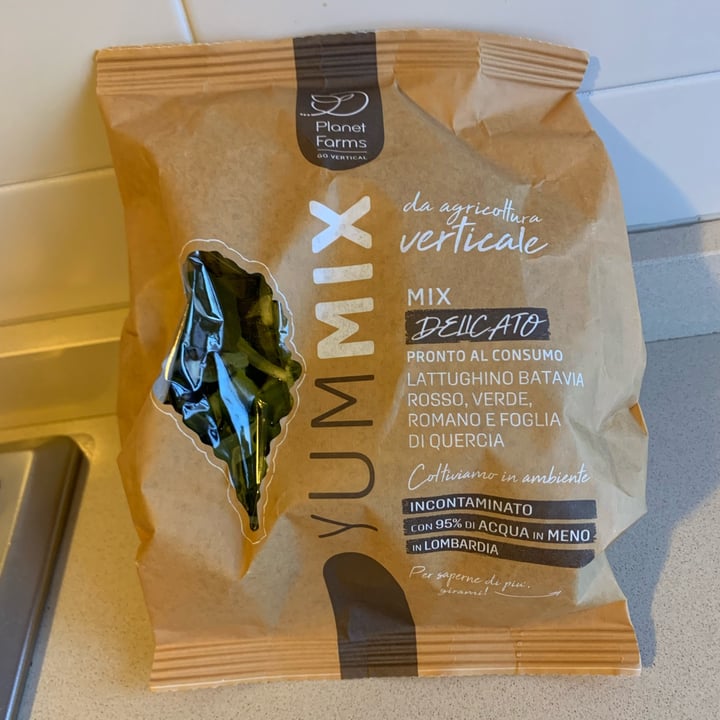 Planet
Farms
GO VERTICAL
YUMMIX
da agricoltura
verticale
MIX
DELICATO
PRONTO AL CONSUMO
LATTUGHINO BATAVIA
ROSSO, VERDE,
ROMANO E FOGLIA
DI QUERCIA
Coltiviamo in ambiente
INCONTAMINATO
CON 95% DI ACQUA IN MENO
IN LOMBARDIA
Per saperne di più,
girami!